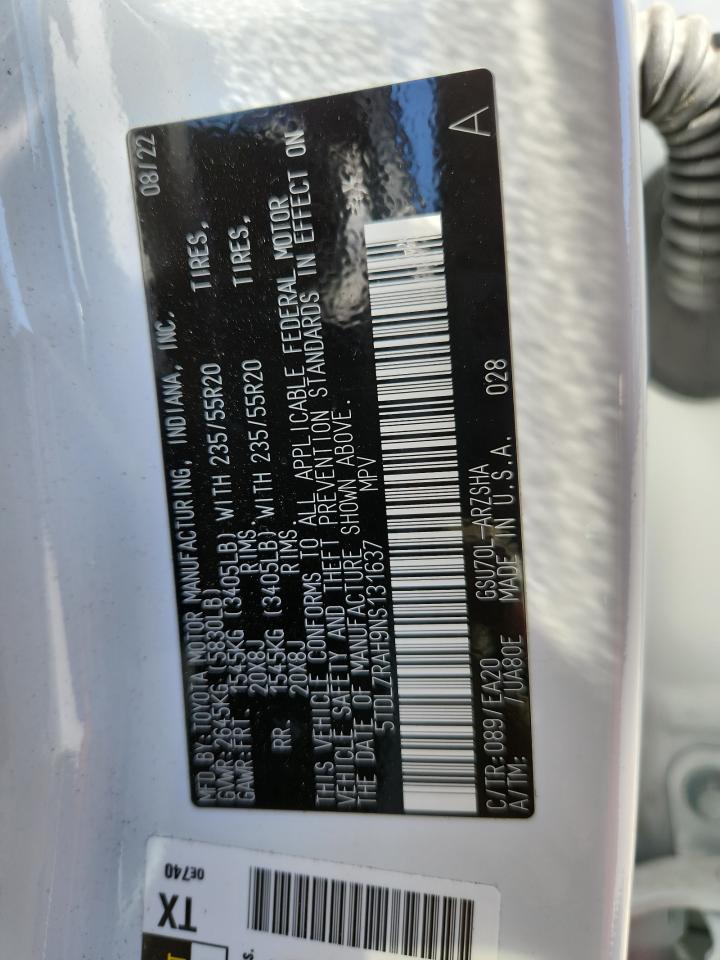 MFD. BY: TOYOTA MOTOR MANUFACTURING, INDIANA, INC. 08/22
GVWR: 2645KG (5830LB)
GAWR: FRT. 1545KG (3405LB) WITH 235/55R20 TIRES,
20X8J RIMS
RR. 1545KG (3405LB) WITH 235/55R20 TIRES,
20X8J RIMS
THIS VEHICLE CONFORMS TO ALL APPLICABLE FEDERAL MOTOR
VEHICLE SAFETY AND THEFT PREVENTION STANDARDS IN EFFECT ON
THE DATE OF MANUFACTURE SHOWN ABOVE.
5TDLZRAH9NS131637 MPV
C/TR: 089/EA20 GSU70L-ARZSHA 028
A/TM: /UA80E MADE IN U.S.A. A
TX 0E740
s.